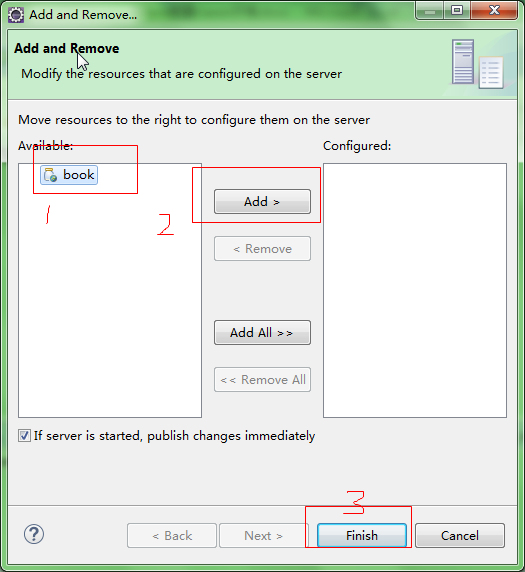 Add and Remove...
Add and Remove
Modify the resources that are configured on the server
Move resources to the right to configure them on the server
Available:
Configured:
book
1
2
Add >
< Remove
Add All >>
<< Remove All
If server is started, publish changes immediately
3
?
< Back
Next >
Finish
Cancel